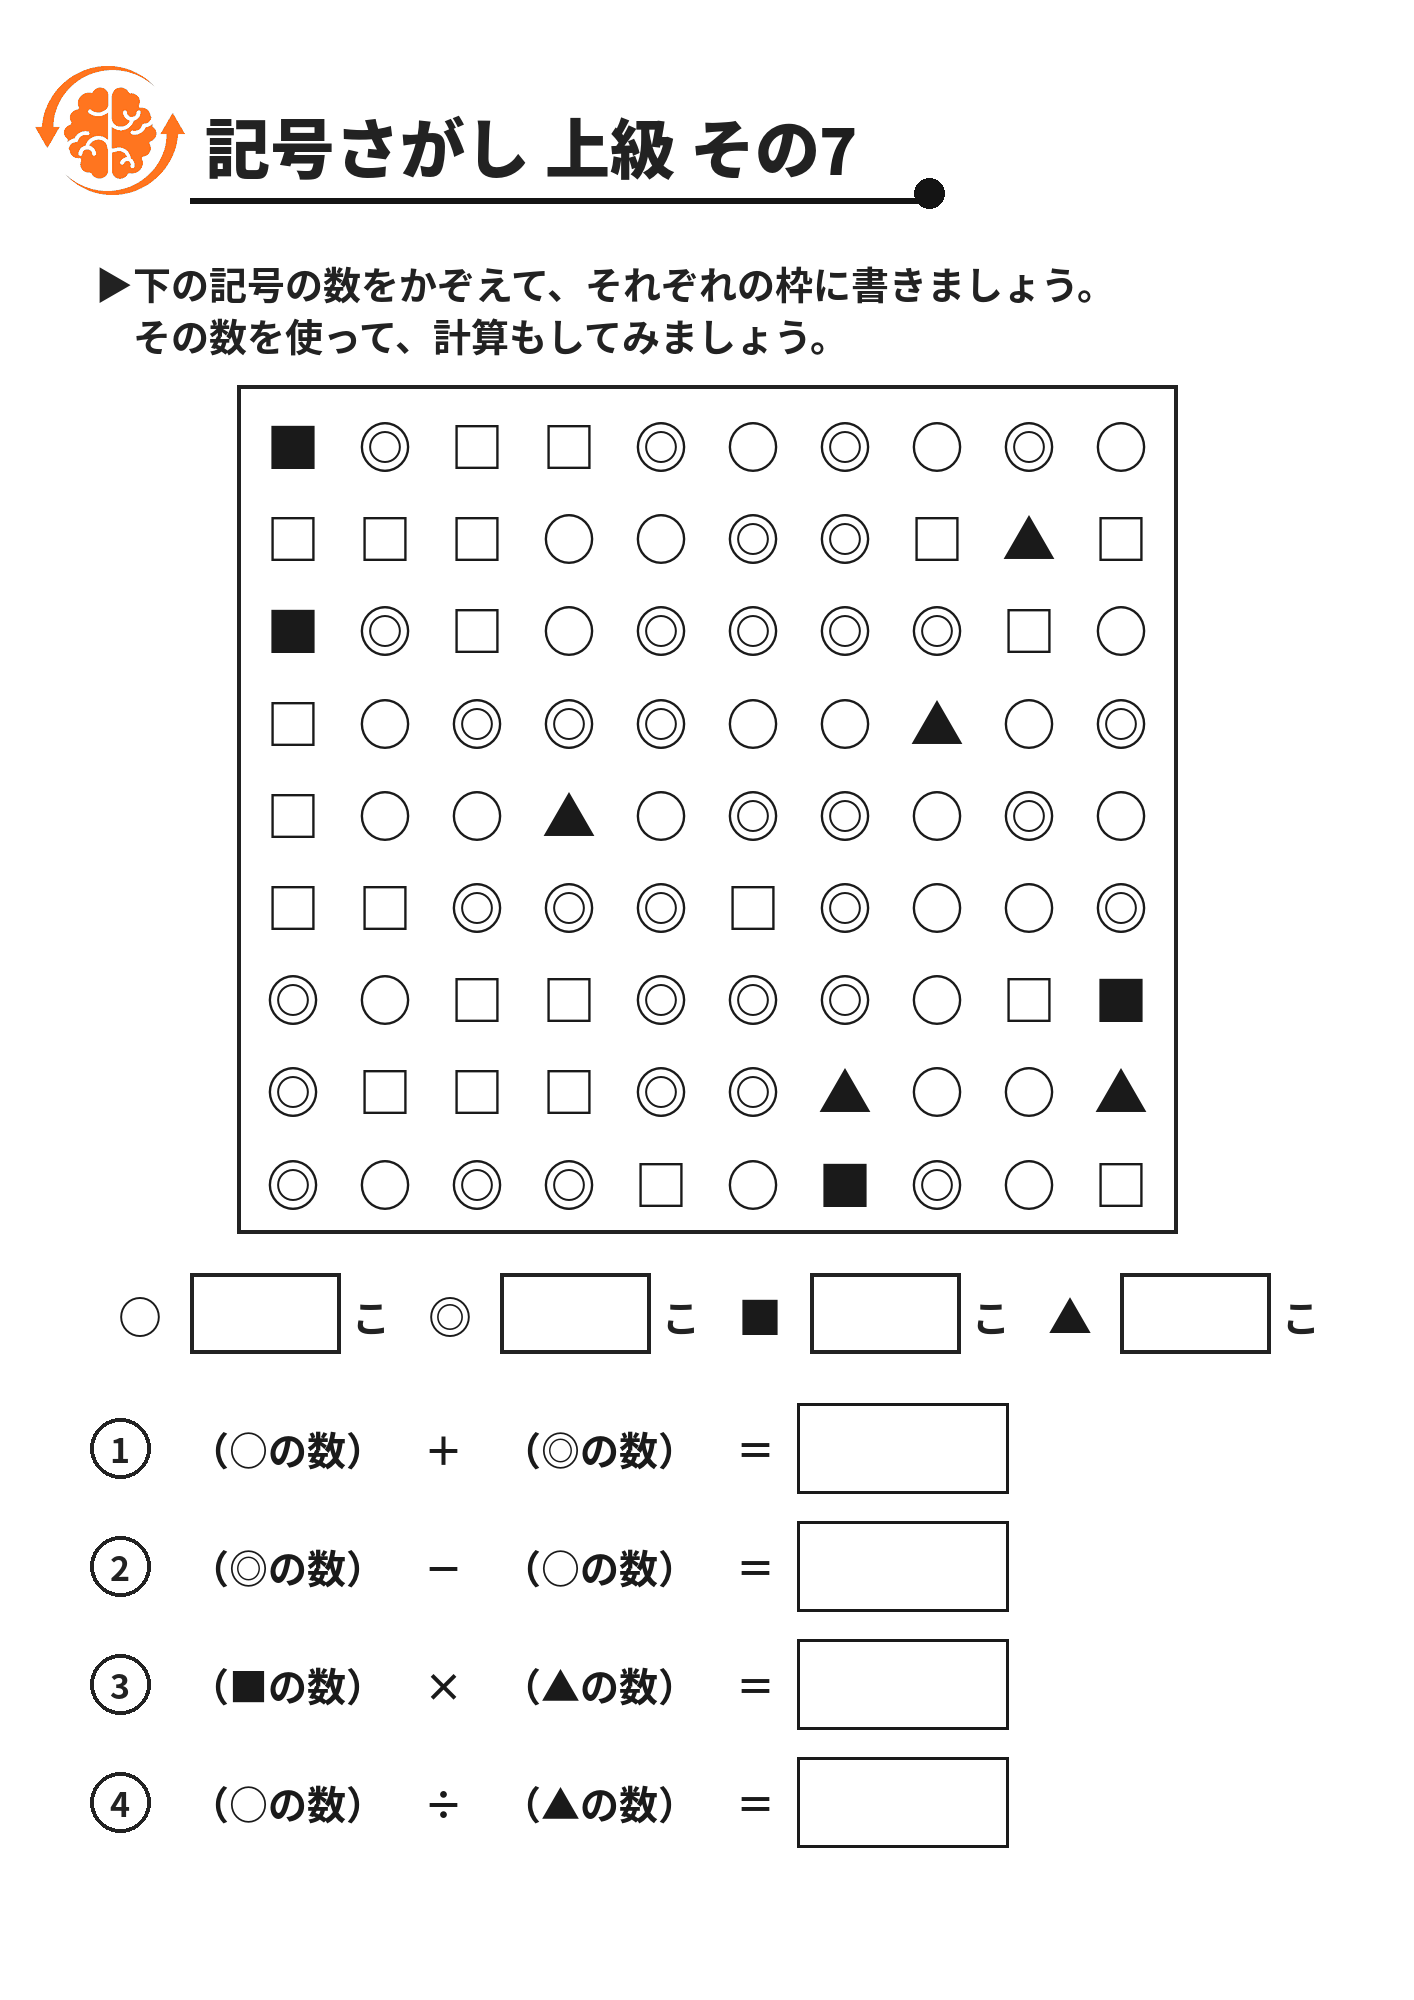 記号さがし 上級 その7
▶下の記号の数をかぞえて、それぞれの枠に書きましょう。
その数を使って、計算もしてみましょう。
■ ◎ □ □ ◎ ○ ◎ ○ ◎ ○
□ □ □ ○ ○ ◎ ◎ □ ▲ □
■ ◎ □ ○ ◎ ◎ ◎ ◎ □ ○
□ ○ ◎ ◎ ◎ ○ ○ ▲ ○ ◎
□ ○ ○ ▲ ○ ◎ ◎ ○ ◎ ○
□ □ ◎ ◎ ◎ □ ◎ ○ ○ ◎
◎ ○ □ □ ◎ ◎ ◎ ○ □ ■
◎ □ □ □ ◎ ◎ ▲ ○ ○ ▲
◎ ○ ◎ ◎ □ ○ ■ ◎ ○ □
○ こ ◎ こ ■ こ ▲ こ
① （○の数） ＋ （◎の数） ＝
② （◎の数） － （○の数） ＝
③ （■の数） × （▲の数） ＝
④ （○の数） ÷ （▲の数） ＝